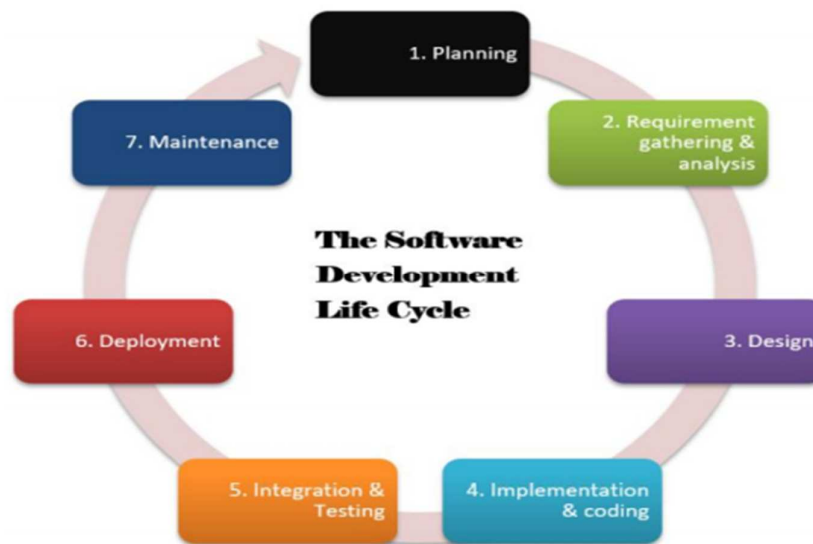 1. Planning
2. Requirement
gathering &
analysis
3. Design
4. Implementation
& coding
5. Integration &
Testing
6. Deployment
7. Maintenance
The Software
Development
Life Cycle